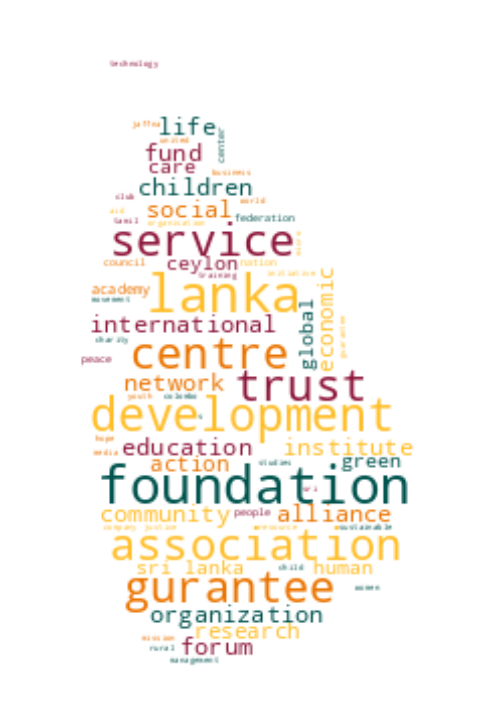 technology
jaffna life
united
center
fund
care
business
children
club
world
social
aid
federation
tamil
organisation
service
council
ceylon
nation
training
initiative
lanka
academy
movement
economic
international
global
gurantee
charity
centre
peace
network
trust
youth
colombo
development
hope
education
institute
media
action
studies
green
foundation
sri
community
people
alliance
company justice
resource
sustainable
association
sri lanka
child
human
gurantee
women
organization
research
mission
rural
forum
management